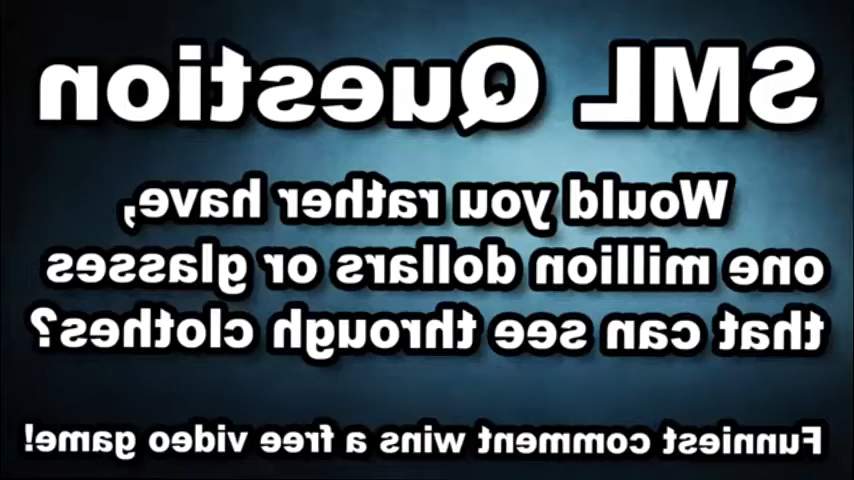 SML Question
Would you rather have,
one million dollars or glasses
that can see through clothes?
Funniest comment wins a free video game!